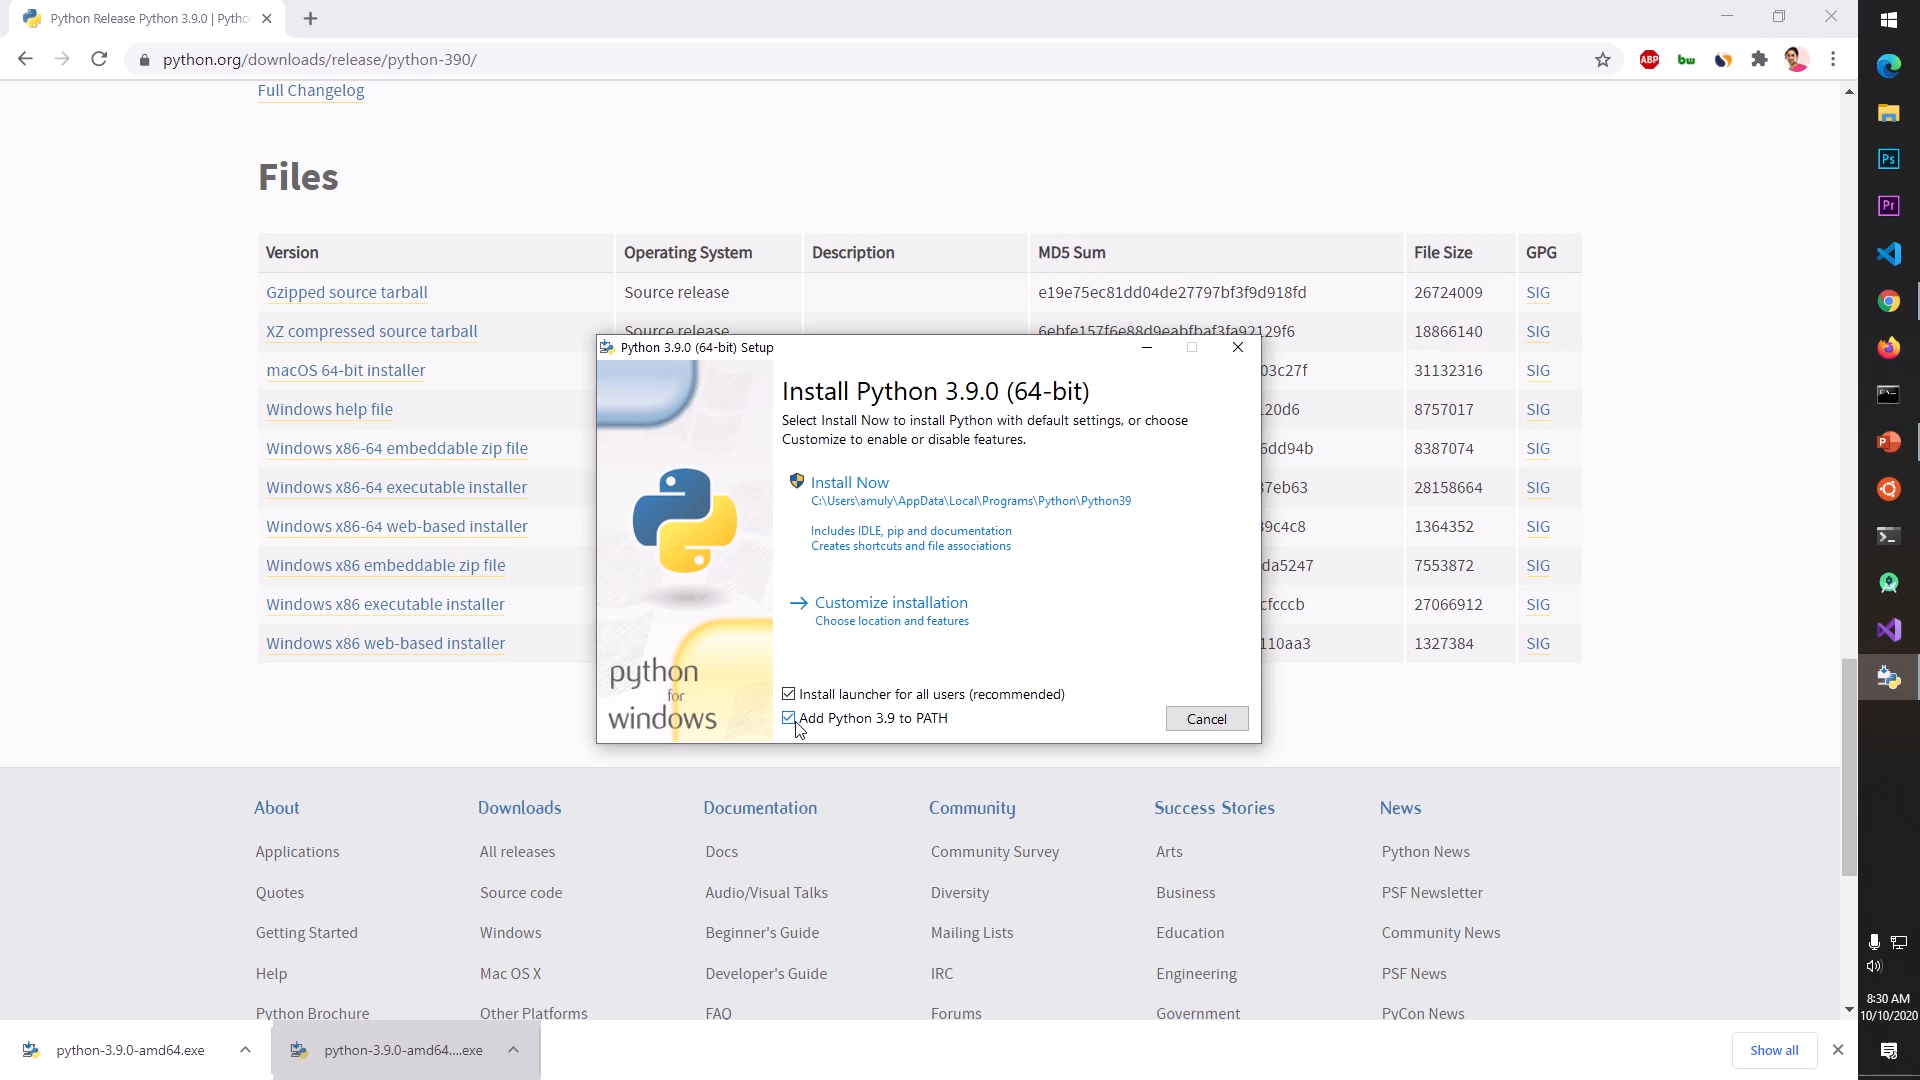 Python Release Python 3.9.0 | Pytho
python.org/downloads/release/python-390/
ABP
bw
Full Changelog
Files
Version Operating System Description MD5 Sum File Size GPG
Gzipped source tarball Source release e19e75ec81dd04de27797bf3f9d918fd 26724009 SIG
XZ compressed source tarball Source release 6ebfe157f6e88d9eabfbaf3fa92129f6 18866140 SIG
macOS 64-bit installer 03c27f 31132316 SIG
Windows help file 120d6 8757017 SIG
Windows x86-64 embeddable zip file 6dd94b 8387074 SIG
Windows x86-64 executable installer 37eb63 28158664 SIG
Windows x86-64 web-based installer 39c4c8 1364352 SIG
Windows x86 embeddable zip file da5247 7553872 SIG
Windows x86 executable installer cfcccb 27066912 SIG
Windows x86 web-based installer 110aa3 1327384 SIG
Python 3.9.0 (64-bit) Setup
Install Python 3.9.0 (64-bit)
Select Install Now to install Python with default settings, or choose
Customize to enable or disable features.
Install Now
C:\Users\amuly\AppData\Local\Programs\Python\Python39
Includes IDLE, pip and documentation
Creates shortcuts and file associations
Customize installation
Choose location and features
python
for
windows
Install launcher for all users (recommended)
Add Python 3.9 to PATH
Cancel
About Downloads Documentation Community Success Stories News
Applications All releases Docs Community Survey Arts Python News
Quotes Source code Audio/Visual Talks Diversity Business PSF Newsletter
Getting Started Windows Beginner's Guide Mailing Lists Education Community News
Help Mac OS X Developer's Guide IRC Engineering PSF News
Python Brochure Other Platforms FAQ Forums Government PyCon News
python-3.9.0-amd64.exe
python-3.9.0-amd64....exe
Show all
Ps
Pr
P
8:30 AM
10/10/2020